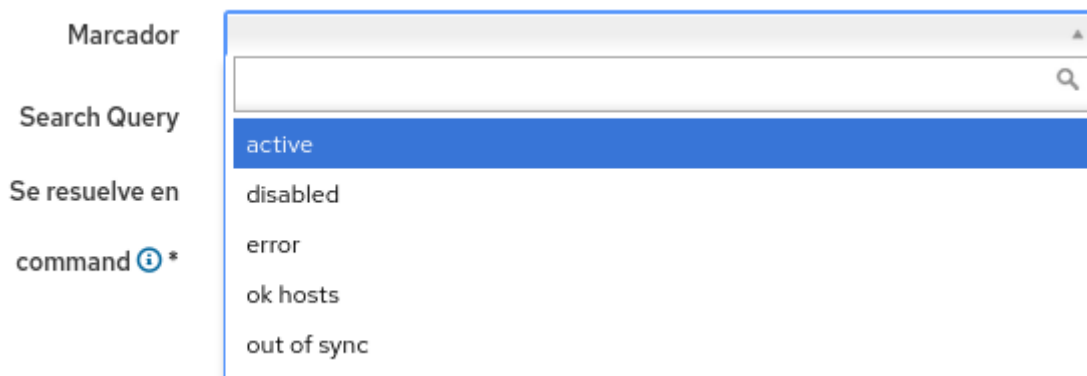 Marcador
Search Query
active
Se resuelve en
disabled
error
command *
ok hosts
out of sync